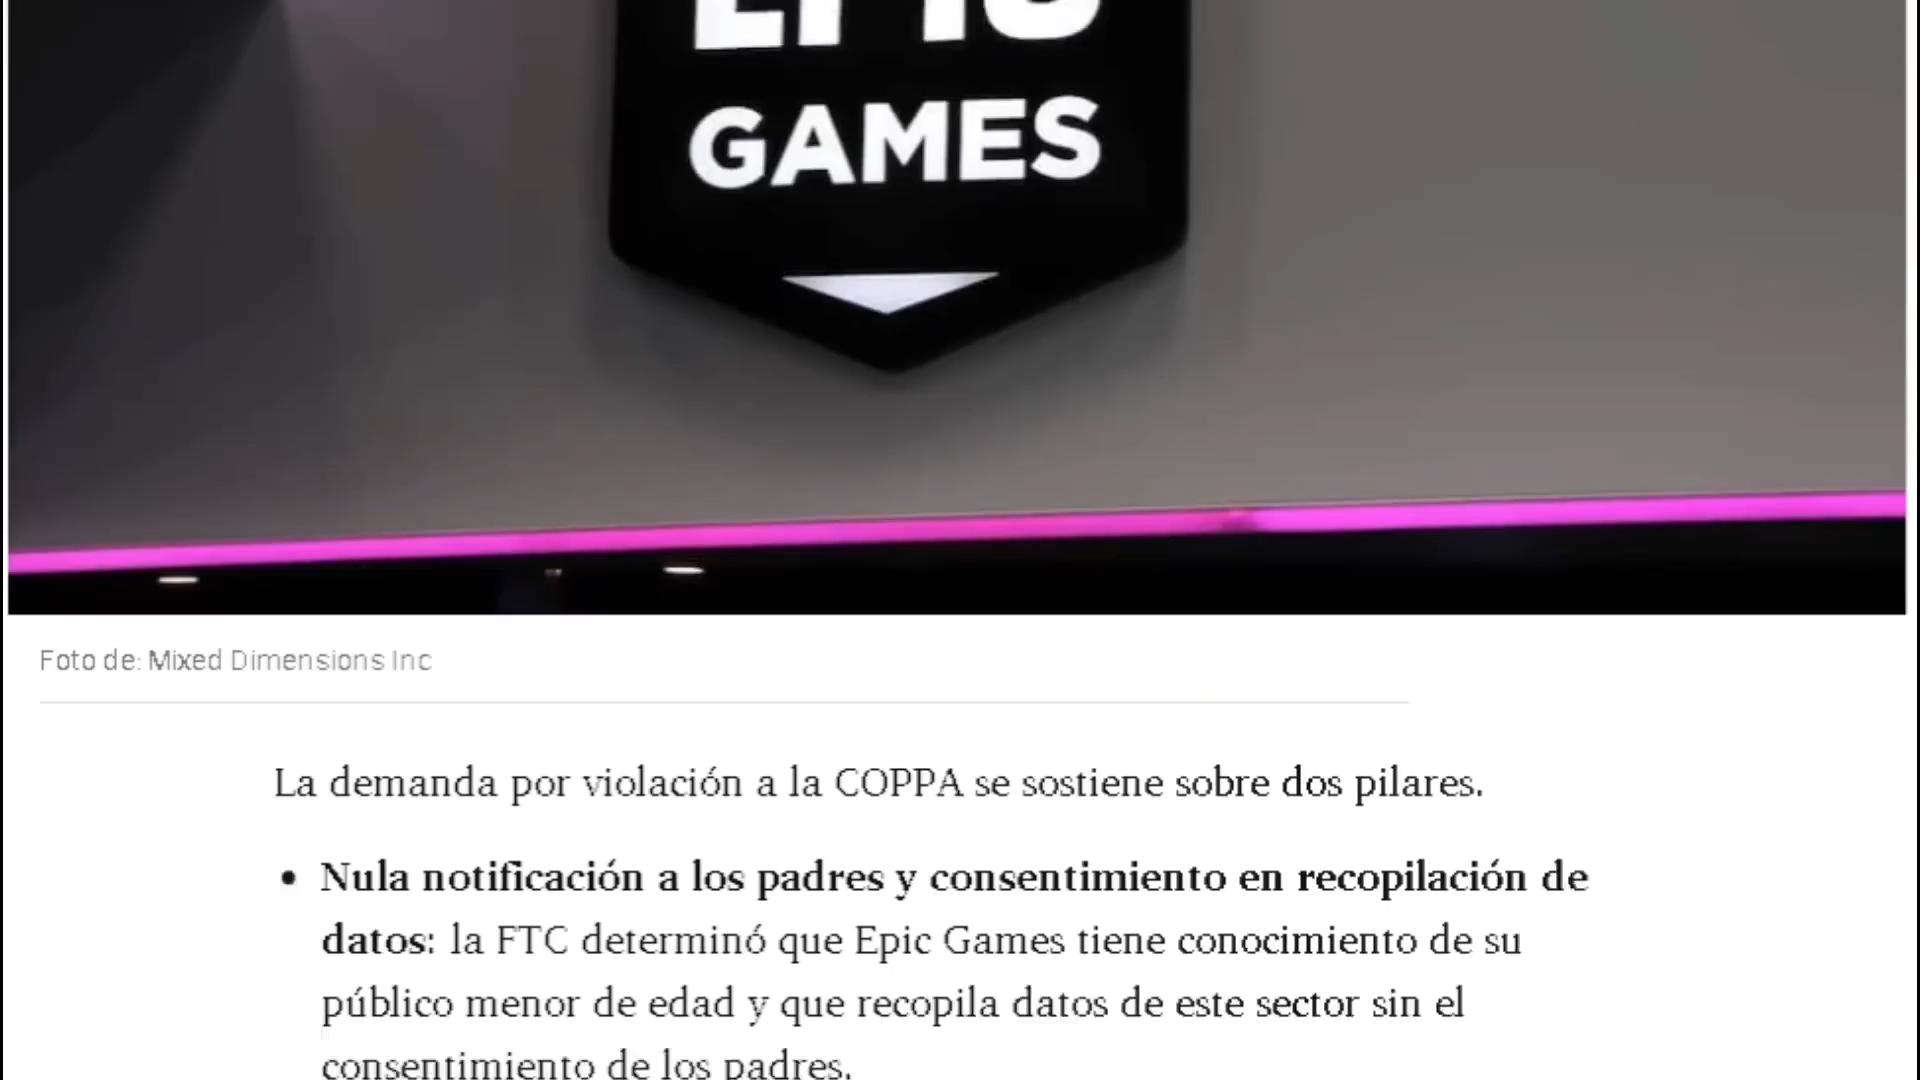 EPIC
GAMES
Foto de: Mixed Dimensions Inc
La demanda por violación a la COPPA se sostiene sobre dos pilares.
• Nula notificación a los padres y consentimiento en recopilación de
datos: la FTC determinó que Epic Games tiene conocimiento de su
público menor de edad y que recopila datos de este sector sin el
consentimiento de los padres.